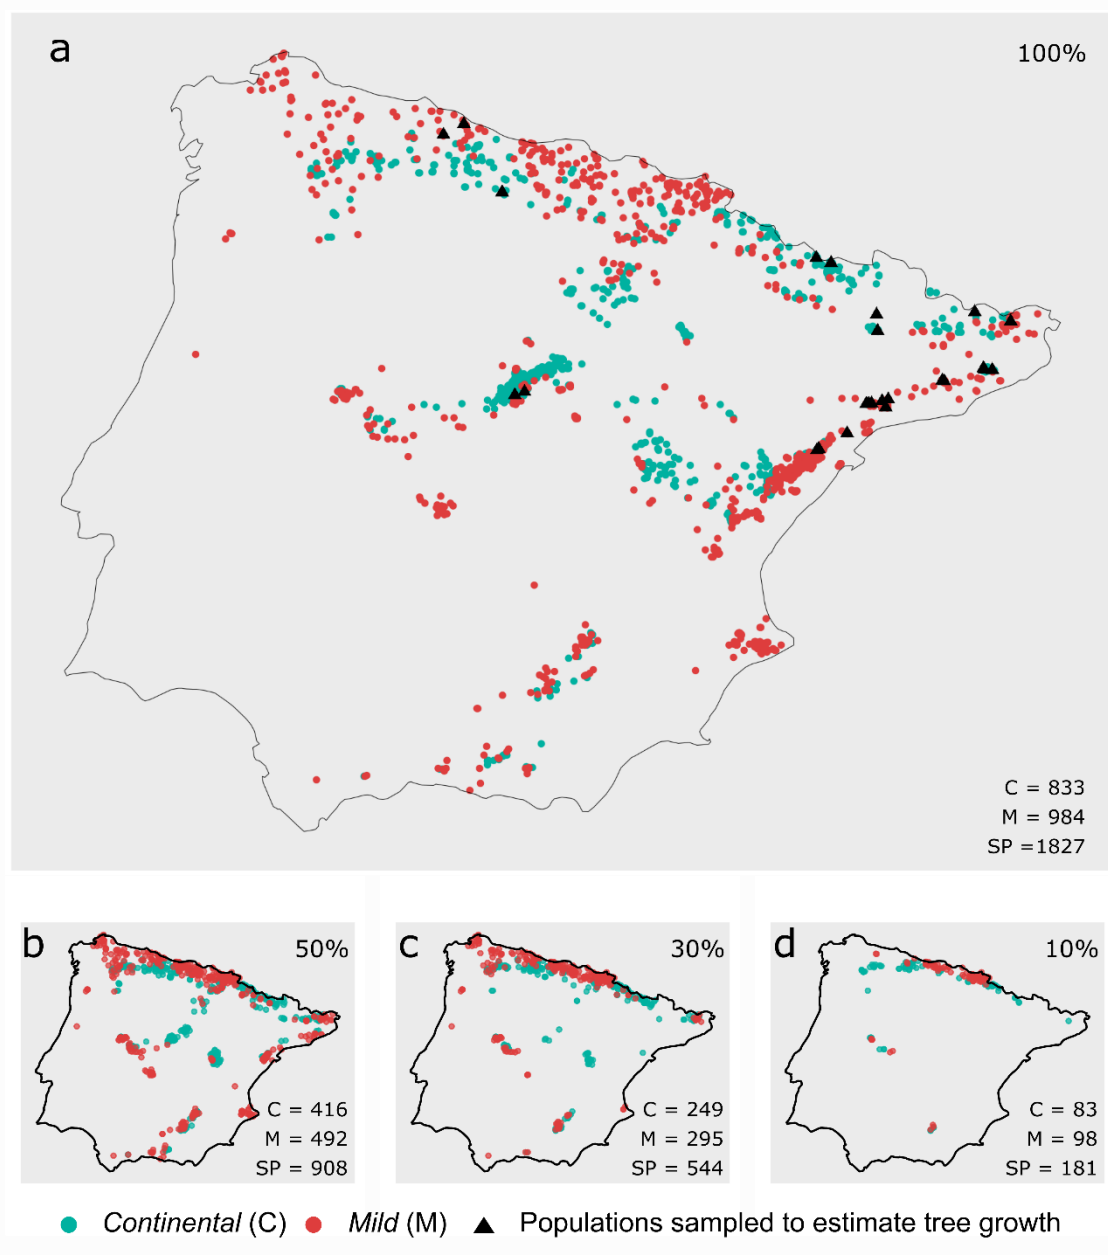 a
100%
C = 833
M = 984
SP =1827
b
50%
C = 416
M = 492
SP = 908
c
30%
C = 249
M = 295
SP = 544
d
10%
C = 83
M = 98
SP = 181
Continental (C) Mild (M) Populations sampled to estimate tree growth